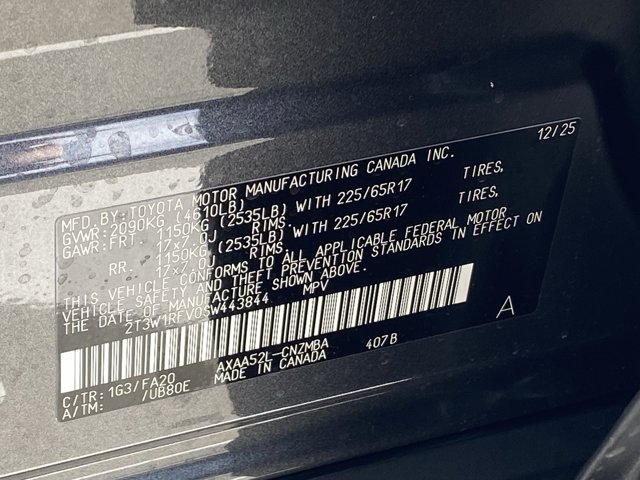 MFD. BY: TOYOTA MOTOR MANUFACTURING CANADA INC. 12/25
GVWR: 2090KG (4610LB)
GAWR: FRT. 1150KG (2535LB) WITH 225/65R17 TIRES,
17x7.0J RIMS,
RR. 1150KG (2535LB) WITH 225/65R17 TIRES,
17x7.0J RIMS.
THIS VEHICLE CONFORMS TO ALL APPLICABLE FEDERAL MOTOR
VEHICLE SAFETY AND THEFT PREVENTION STANDARDS IN EFFECT ON
THE DATE OF MANUFACTURE SHOWN ABOVE.
2T3W1RFV0SW443844 MPV
A
C/TR: 1G3/FA20 AXAA52L-CNZMBA 407B
A/TM: /UB80E MADE IN CANADA